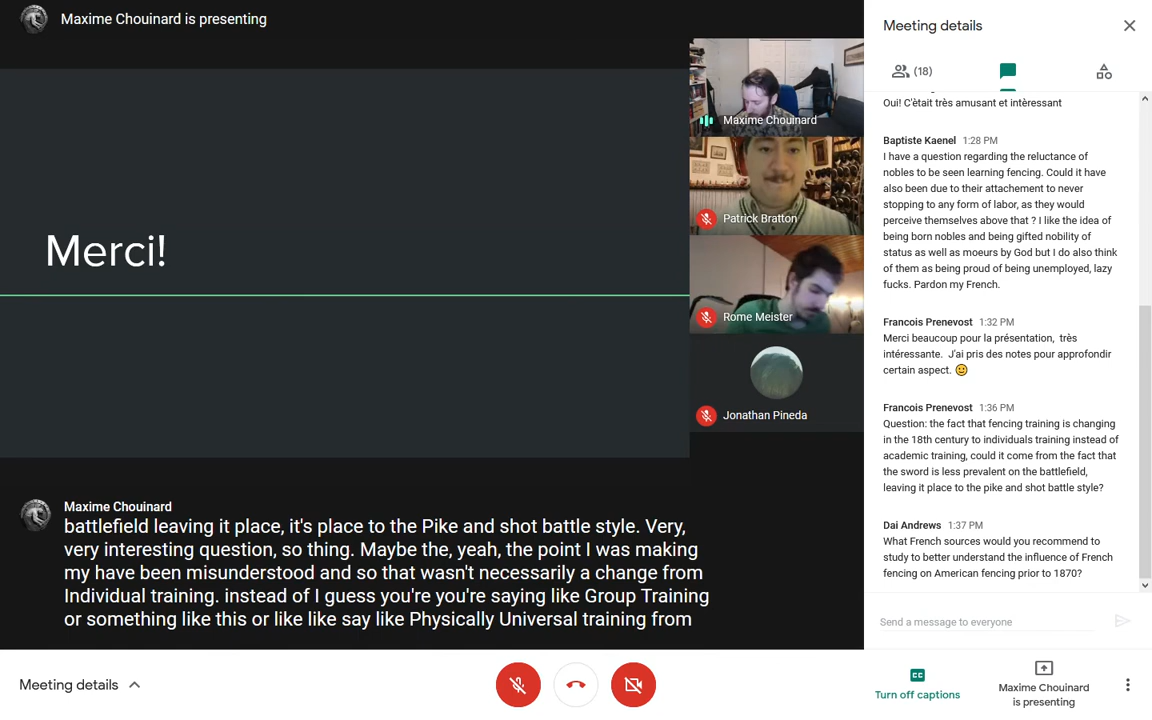 Maxime Chouinard is presenting
Merci!
Maxime Chouinard
Patrick Bratton
Rome Meister
Jonathan Pineda
Maxime Chouinard
battlefield leaving it place, it's place to the Pike and shot battle style. Very,
very interesting question, so thing. Maybe the, yeah, the point I was making
my have been misunderstood and so that wasn't necessarily a change from
Individual training. instead of I guess you're you're saying like Group Training
or something like this or like like say like Physically Universal training from
Meeting details
Meeting details
(18)
Oui! C'ètait très amusant et intèressant
Baptiste Kaenel 1:28 PM
I have a question regarding the reluctance of
nobles to be seen learning fencing. Could it have
also been due to their attachement to never
stopping to any form of labor, as they would
perceive themselves above that ? I like the idea of
being born nobles and being gifted nobility of
status as well as moeurs by God but I do also think
of them as being proud of being unemployed, lazy
fucks. Pardon my French.
Francois Prenevost 1:32 PM
Merci beaucoup pour la présentation, très
intéressante. J'ai pris des notes pour approfondir
certain aspect. 🙂
Francois Prenevost 1:36 PM
Question: the fact that fencing training is changing
in the 18th century to individuals training instead of
academic training, could it come from the fact that
the sword is less prevalent on the battlefield,
leaving it place to the pike and shot battle style?
Dai Andrews 1:37 PM
What French sources would you recommend to
study to better understand the influence of French
fencing on American fencing prior to 1870?
Send a message to everyone
CC
Turn off captions
Maxime Chouinard
is presenting